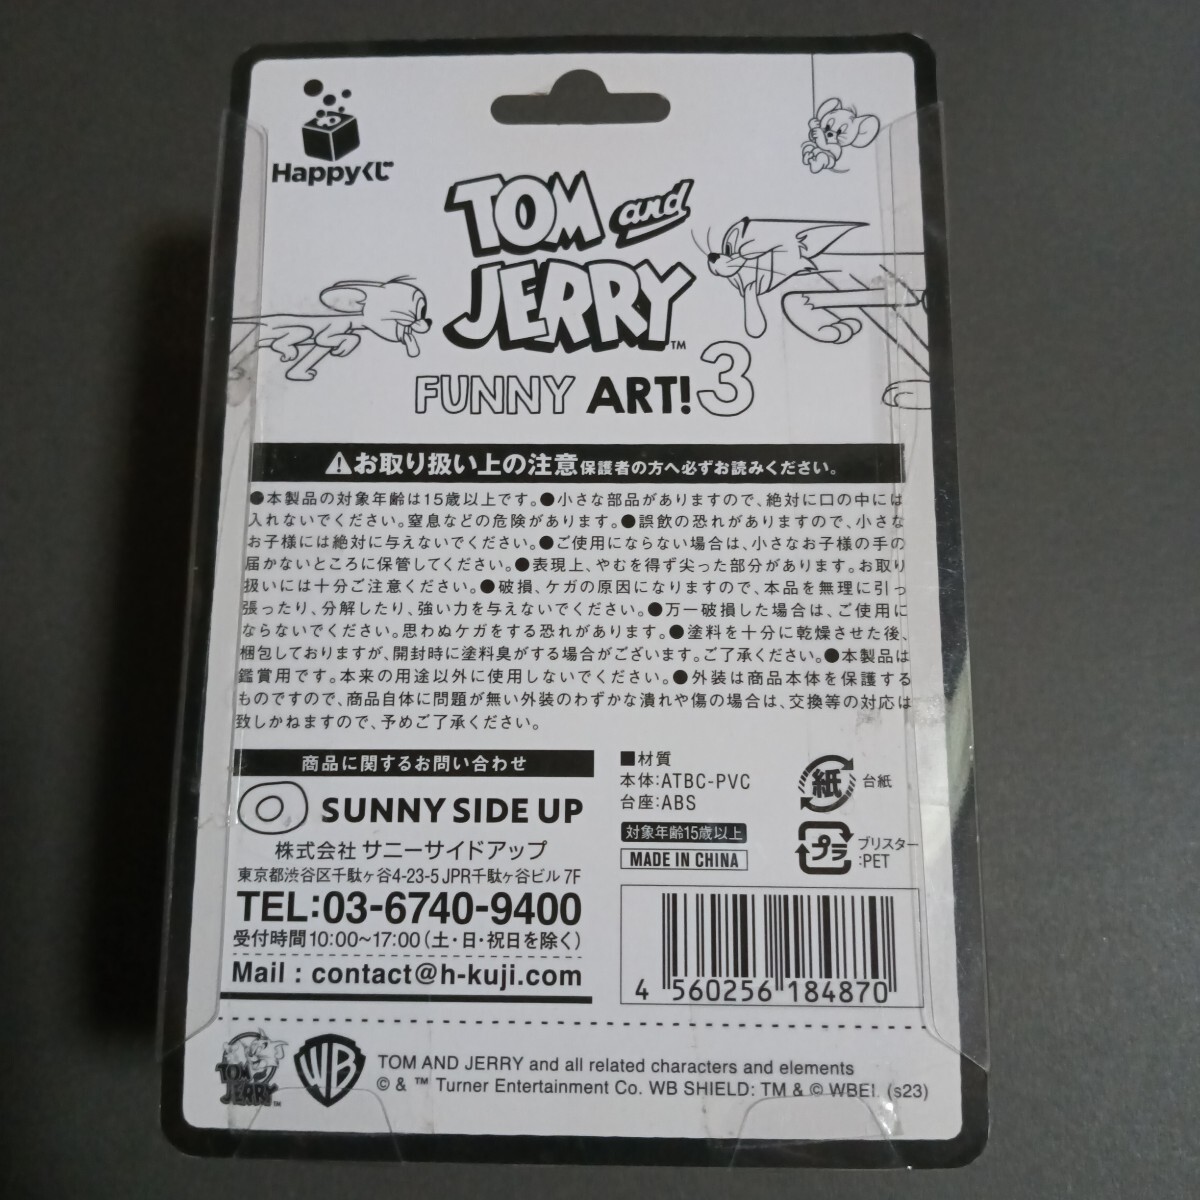 Happyくじ
TOM and
JERRY™
FUNNY ART! 3
⚠お取り扱い上の注意 保護者の方へ必ずお読みください。
●本製品の対象年齢は15歳以上です。●小さな部品がありますので、絶対に口の中には
入れないでください。窒息などの危険があります。●誤飲の恐れがありますので、小さな
お子様には絶対に与えないでください。●ご使用にならない場合は、小さなお子様の手の
届かないところに保管してください。●表現上、やむを得ず尖った部分があります。お取り
扱いには十分ご注意ください。●破損、ケガの原因になりますので、本品を無理に引っ
張ったり、分解したり、強い力を与えないでください。●万一破損した場合は、ご使用に
ならないでください。思わぬケガをする恐れがあります。●塗料を十分に乾燥させた後、
梱包しておりますが、開封時に塗料臭がする場合がございます。ご了承ください。●本製品は
鑑賞用です。本来の用途以外に使用しないでください。●外装は商品本体を保護する
ものですので、商品自体に問題が無い外装のわずかな潰れや傷の場合は、交換等の対応は
致しかねますので、予めご了承ください。
商品に関するお問い合わせ
SUNNY SIDE UP
株式会社 サニーサイドアップ
東京都渋谷区千駄ヶ谷4-23-5 JPR千駄ヶ谷ビル 7F
TEL:03-6740-9400
受付時間10:00~17:00(土・日・祝日を除く)
Mail : contact@h-kuji.com
■材質
本体:ATBC-PVC
台座:ABS
対象年齢15歳以上
MADE IN CHINA
紙 台紙
プラ ブリスター
:PET
4 560256 184870
TOM and JERRY™
WB
TOM AND JERRY and all related characters and elements
© & ™ Turner Entertainment Co. WB SHIELD: TM & © WBEI. (s23)